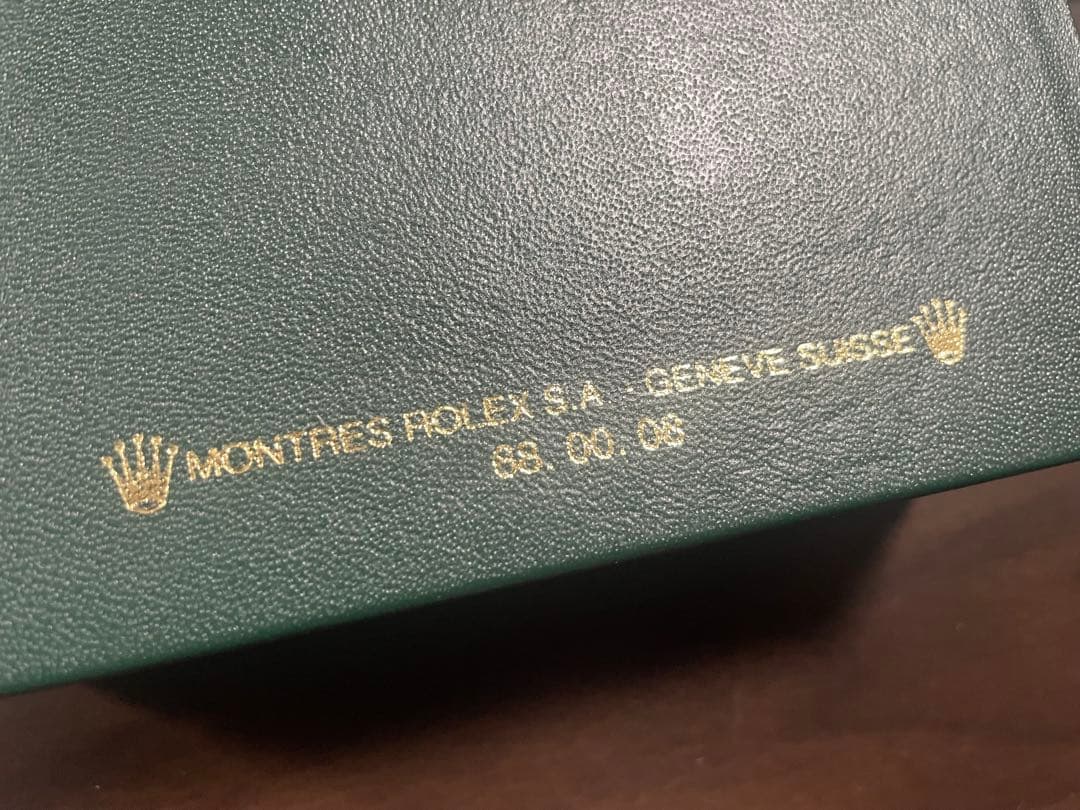 MONTRES ROLEX S.A · GENEVE SUISSE
68. 00. 06